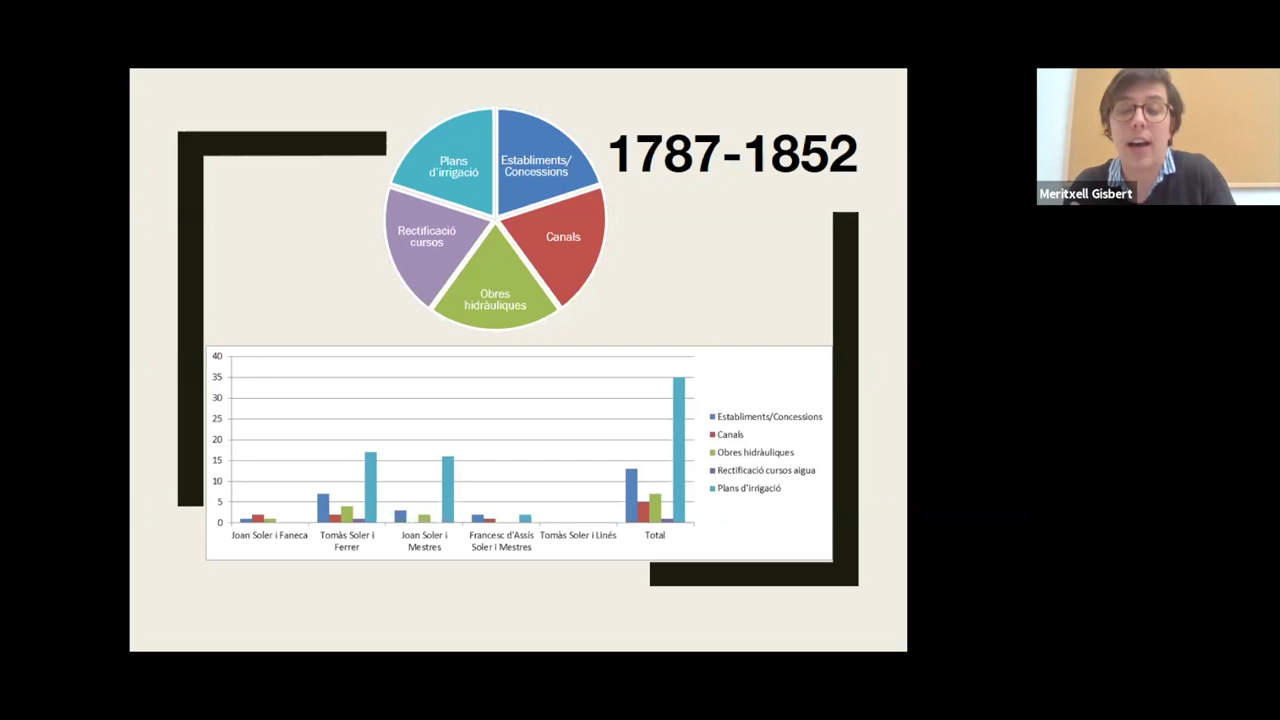 1787-1852
Plans
d'irrigació
Establiments/
Concessions
Rectificació
cursos
Canals
Obres
hidràuliques
Meritxell Gisbert
40
35
30
25
20
15
10
5
0
Joan Soler i Faneca
Tomàs Soler i
Ferrer
Joan Soler i
Mestres
Francesc d'Assís
Soler i Mestres
Tomàs Soler i Linés
Total
Establiments/Concessions
Canals
Obres hidràuliques
Rectificació cursos aigua
Plans d'irrigació